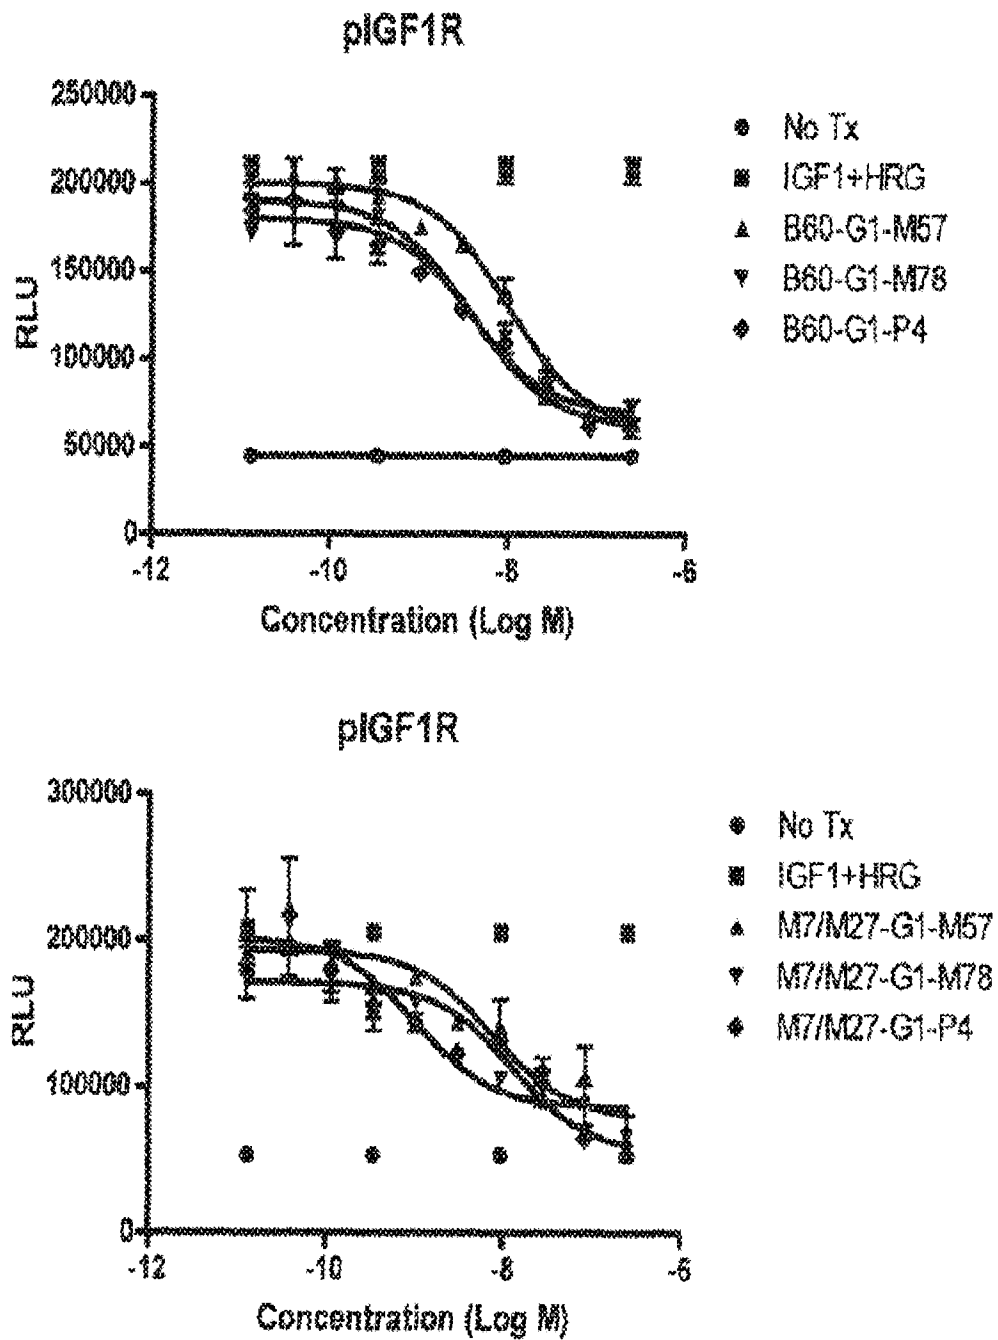 pIGF1R
250000
200000
150000
100000
50000
0
-12
-10
-8
-6
RLU
Concentration (Log M)
No Tx
IGF1+HRG
B60-G1-M57
B60-G1-M78
B60-G1-P4
pIGF1R
300000
200000
100000
0
-12
-10
-8
-6
RLU
Concentration (Log M)
No Tx
IGF1+HRG
M7/M27-G1-M57
M7/M27-G1-M78
M7/M27-G1-P4